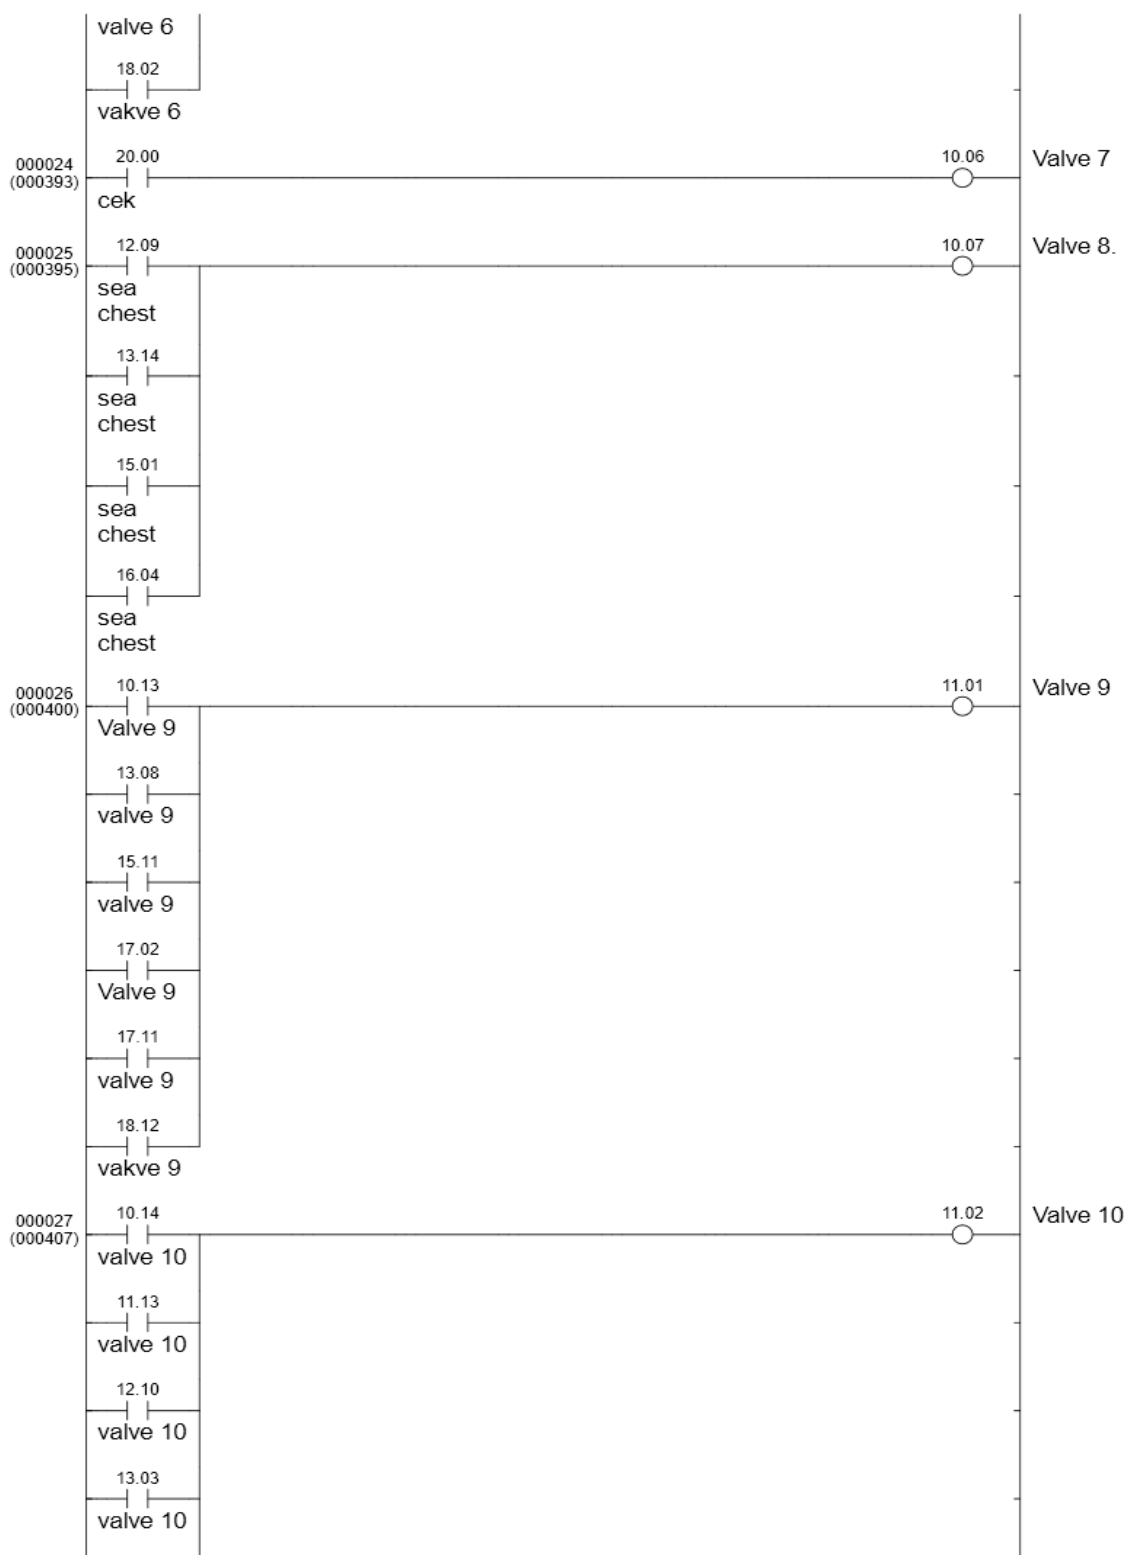 valve 6
18.02
vakve 6
000024
(000393)
20.00
cek
10.06
Valve 7
000025
(000395)
12.09
sea
chest
10.07
Valve 8.
13.14
sea
chest
15.01
sea
chest
16.04
sea
chest
000026
(000400)
10.13
Valve 9
11.01
Valve 9
13.08
valve 9
15.11
valve 9
17.02
Valve 9
17.11
valve 9
18.12
vakve 9
000027
(000407)
10.14
valve 10
11.02
Valve 10
11.13
valve 10
12.10
valve 10
13.03
valve 10